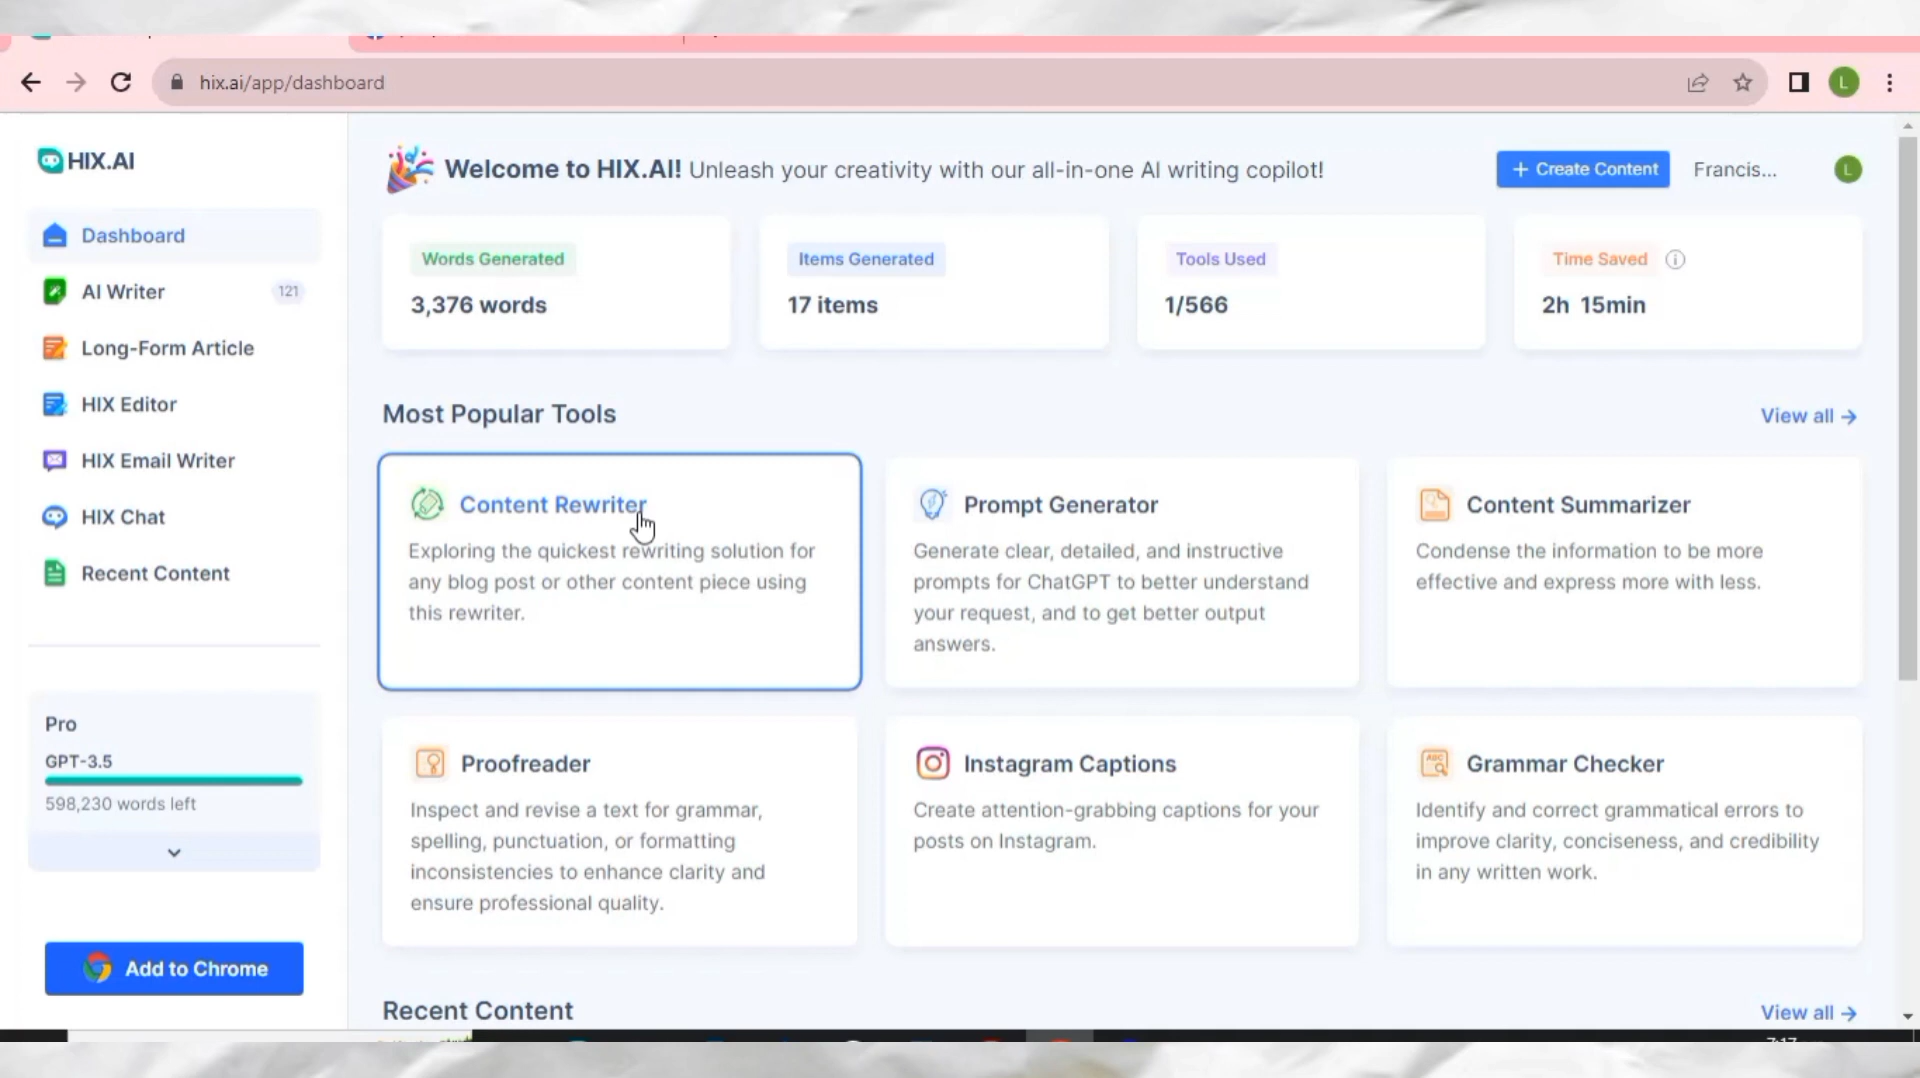 hix.ai/app/dashboard
HIX.AI
Welcome to HIX.AI! Unleash your creativity with our all-in-one AI writing copilot!
+ Create Content
Francis...
L
L
Dashboard
AI Writer
121
Long-Form Article
HIX Editor
HIX Email Writer
HIX Chat
Recent Content
Pro
GPT-3.5
598,230 words left
Add to Chrome
Words Generated
3,376 words
Items Generated
17 items
Tools Used
1/566
Time Saved
2h 15min
Most Popular Tools
View all →
Content Rewriter
Exploring the quickest rewriting solution for
any blog post or other content piece using
this rewriter.
Prompt Generator
Generate clear, detailed, and instructive
prompts for ChatGPT to better understand
your request, and to get better output
answers.
Content Summarizer
Condense the information to be more
effective and express more with less.
Proofreader
Inspect and revise a text for grammar,
spelling, punctuation, or formatting
inconsistencies to enhance clarity and
ensure professional quality.
Instagram Captions
Create attention-grabbing captions for your
posts on Instagram.
ABC
Grammar Checker
Identify and correct grammatical errors to
improve clarity, conciseness, and credibility
in any written work.
Recent Content
View all →